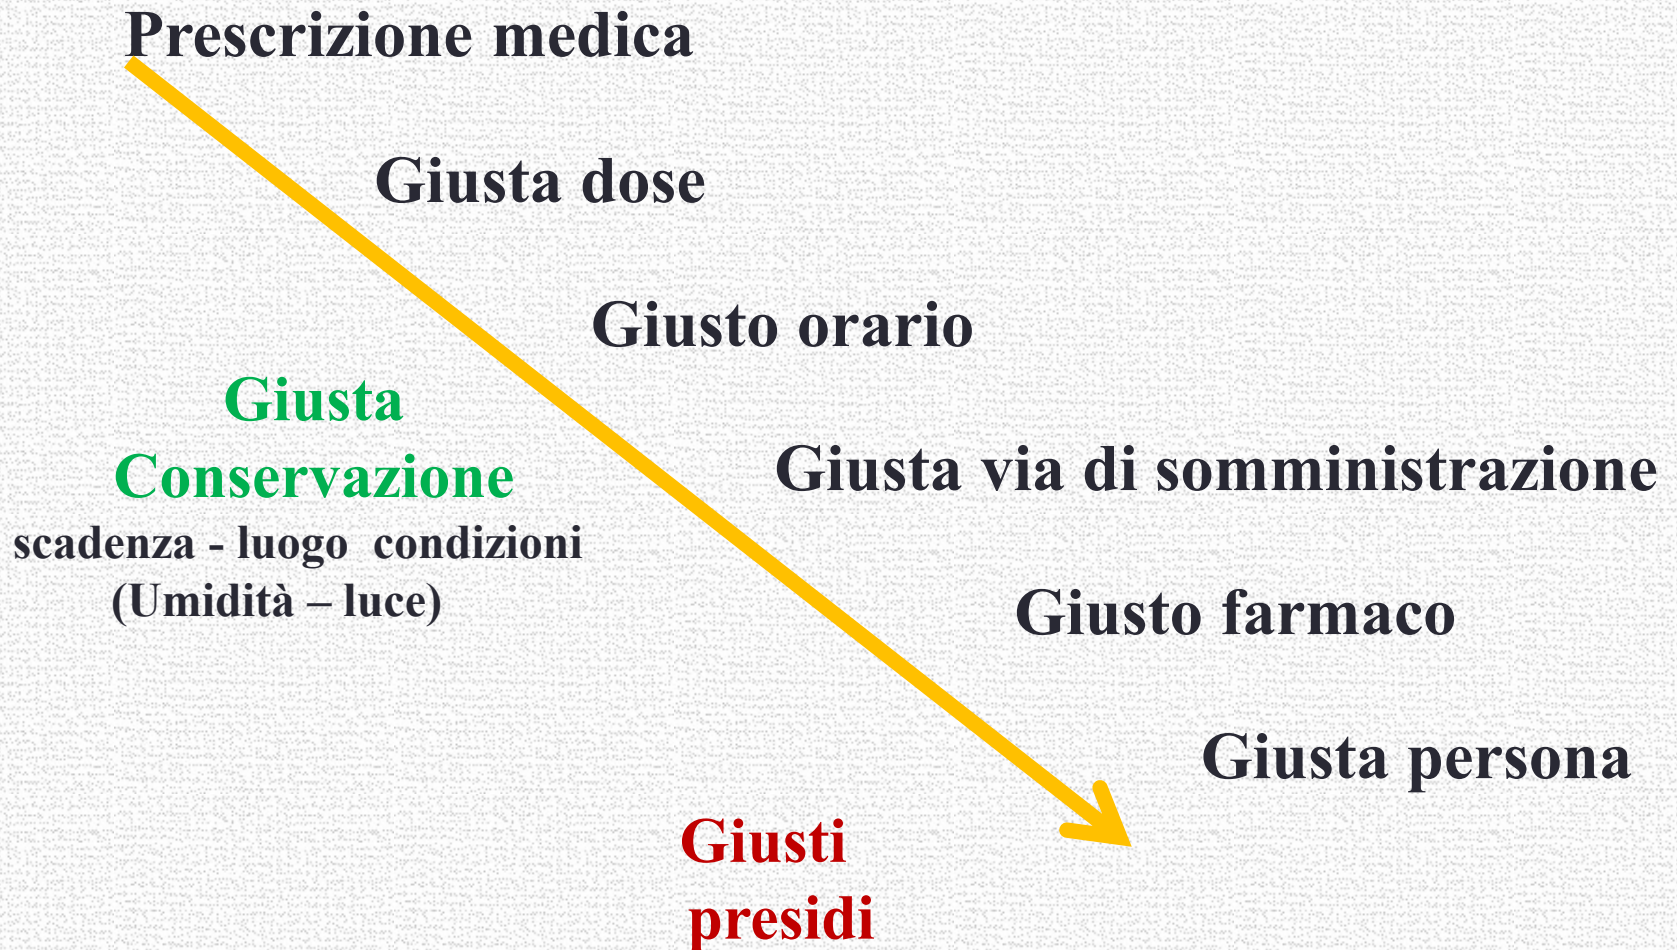 Prescrizione medica
Giusta dose
Giusto orario
Giusta
Conservazione
Giusta via di somministrazione
scadenza - luogo condizioni
(Umidità – luce)
Giusto farmaco
Giusta persona
Giusti
presidi